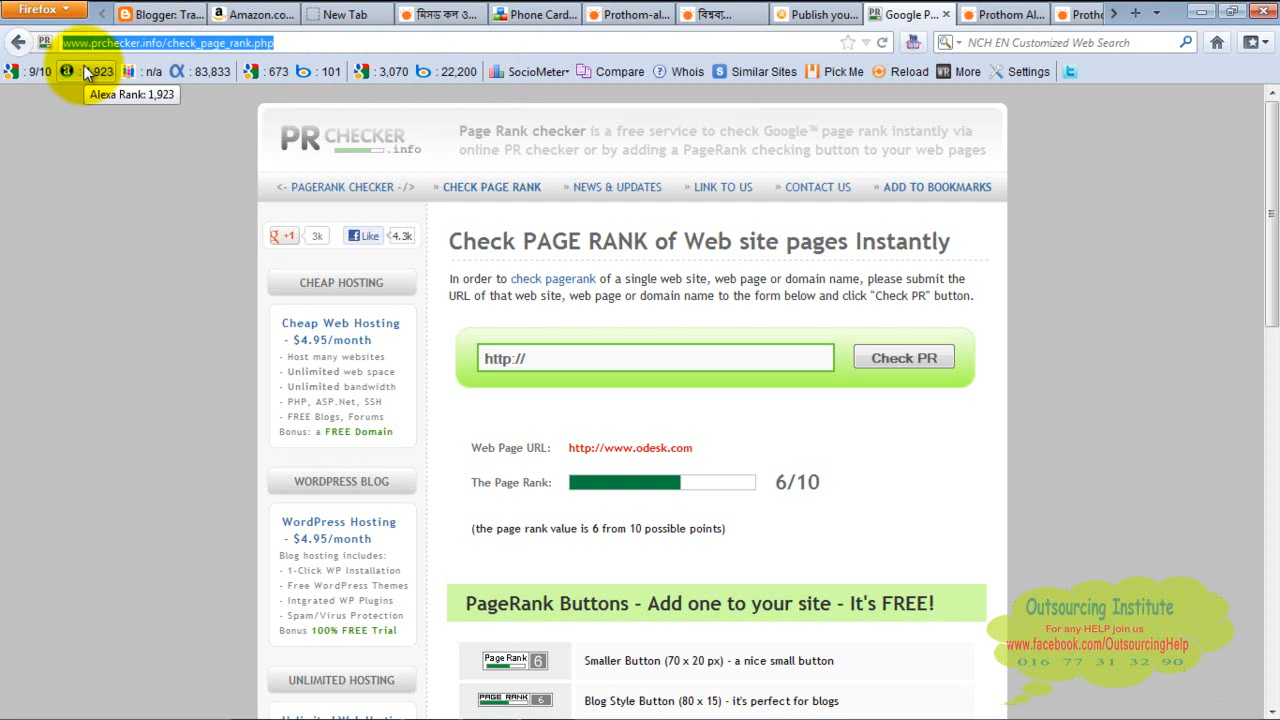 Firefox
Blogger: Tra...
Amazon.co...
New Tab
মিসড কল ও...
Phone Card...
Prothom-al...
বিশ্বব্য...
Publish you...
Google P...
Prothom Al...
Proth
www.prchecker.info/check_page_rank.php
NCH EN Customized Web Search
: 9/10
923
: n/a
: 83,833
: 673
: 101
: 3,070
: 22,200
SocioMeter
Compare
Whois
Similar Sites
Pick Me
Reload
More
Settings
Alexa Rank: 1,923
PR CHECKER
.info
Page Rank checker is a free service to check Google™ page rank instantly via
online PR checker or by adding a PageRank checking button to your web pages
<- PAGERANK CHECKER -/>
» CHECK PAGE RANK
» NEWS & UPDATES
» LINK TO US
» CONTACT US
» ADD TO BOOKMARKS
+1
3k
Like
4.3k
Check PAGE RANK of Web site pages Instantly
In order to check pagerank of a single web site, web page or domain name, please submit the
URL of that web site, web page or domain name to the form below and click "Check PR" button.
http://
Check PR
Web Page URL: http://www.odesk.com
The Page Rank: 6/10
(the page rank value is 6 from 10 possible points)
PageRank Buttons - Add one to your site - It's FREE!
Page Rank 6
Smaller Button (70 x 20 px) - a nice small button
PAGE RANK 6
Blog Style Button (80 x 15) - it's perfect for blogs
CHEAP HOSTING
Cheap Web Hosting
- $4.95/month
- Host many websites
- Unlimited web space
- Unlimited bandwidth
- PHP, ASP.Net, SSH
- FREE Blogs, Forums
Bonus: a FREE Domain
WORDPRESS BLOG
WordPress Hosting
- $4.95/month
Blog hosting includes:
- 1-Click WP Installation
- Free WordPress Themes
- Intgrated WP Plugins
- Spam/Virus Protection
Bonus 100% FREE Trial
UNLIMITED HOSTING
Outsourcing Institute
For any HELP join us
www.facebook.com/OutsourcingHelp
016 77 31 32 90